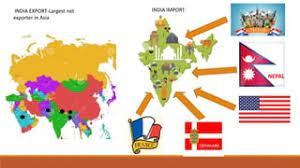 INDIA EXPORT-Largest net
exporter in Asia
INDIA IMPORT
NEPAL
FRANCE
DENMARK